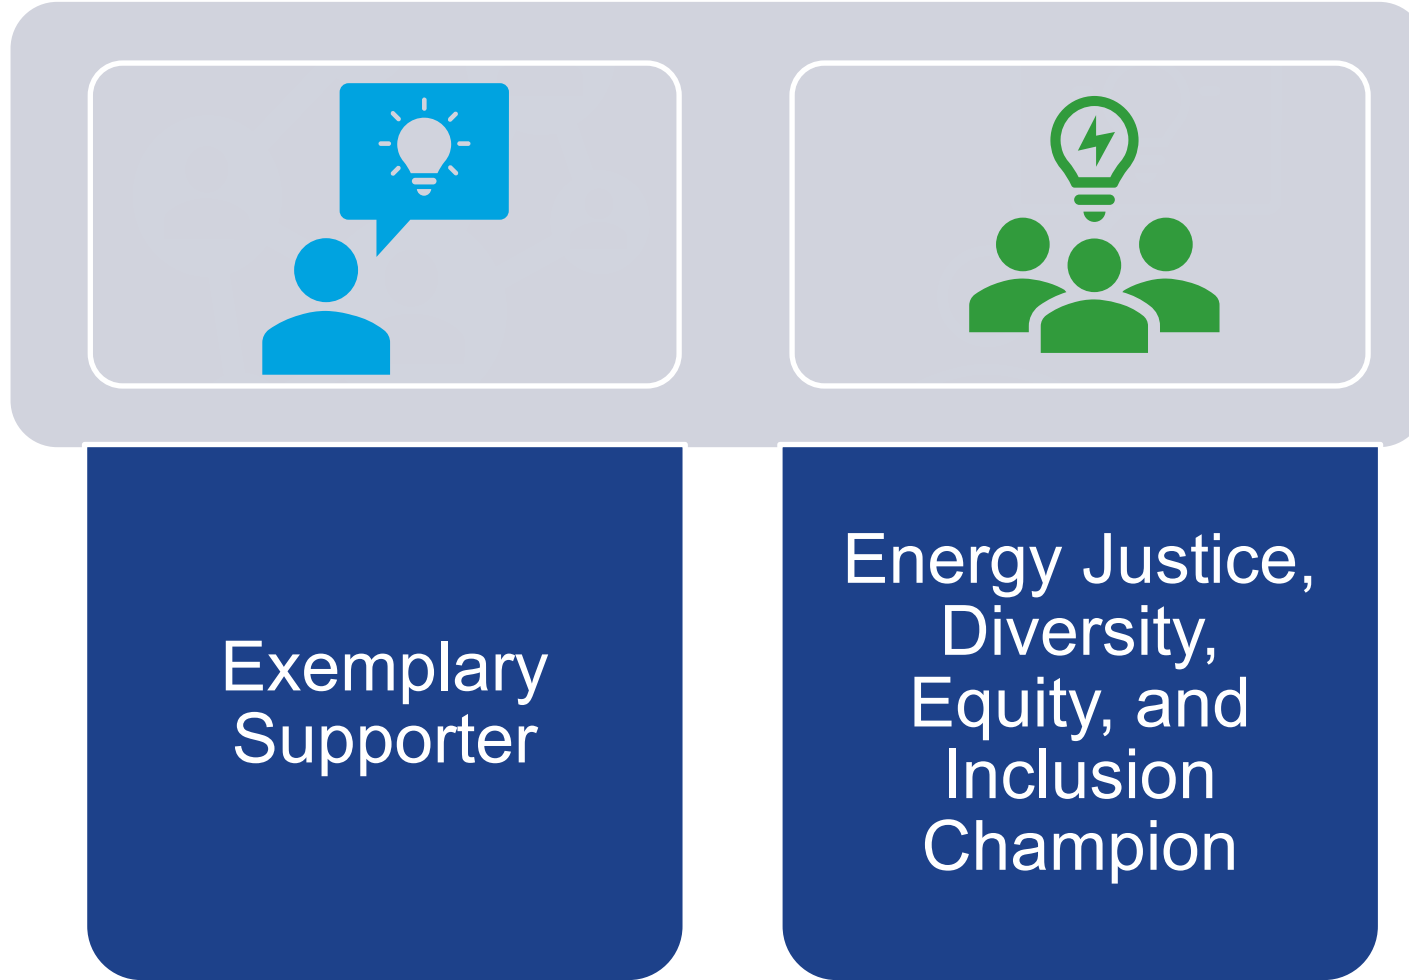 Exemplary
Supporter
Energy Justice,
Diversity,
Equity, and
Inclusion
Champion